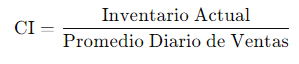 CI = Inventario Actual / Promedio Diario de Ventas